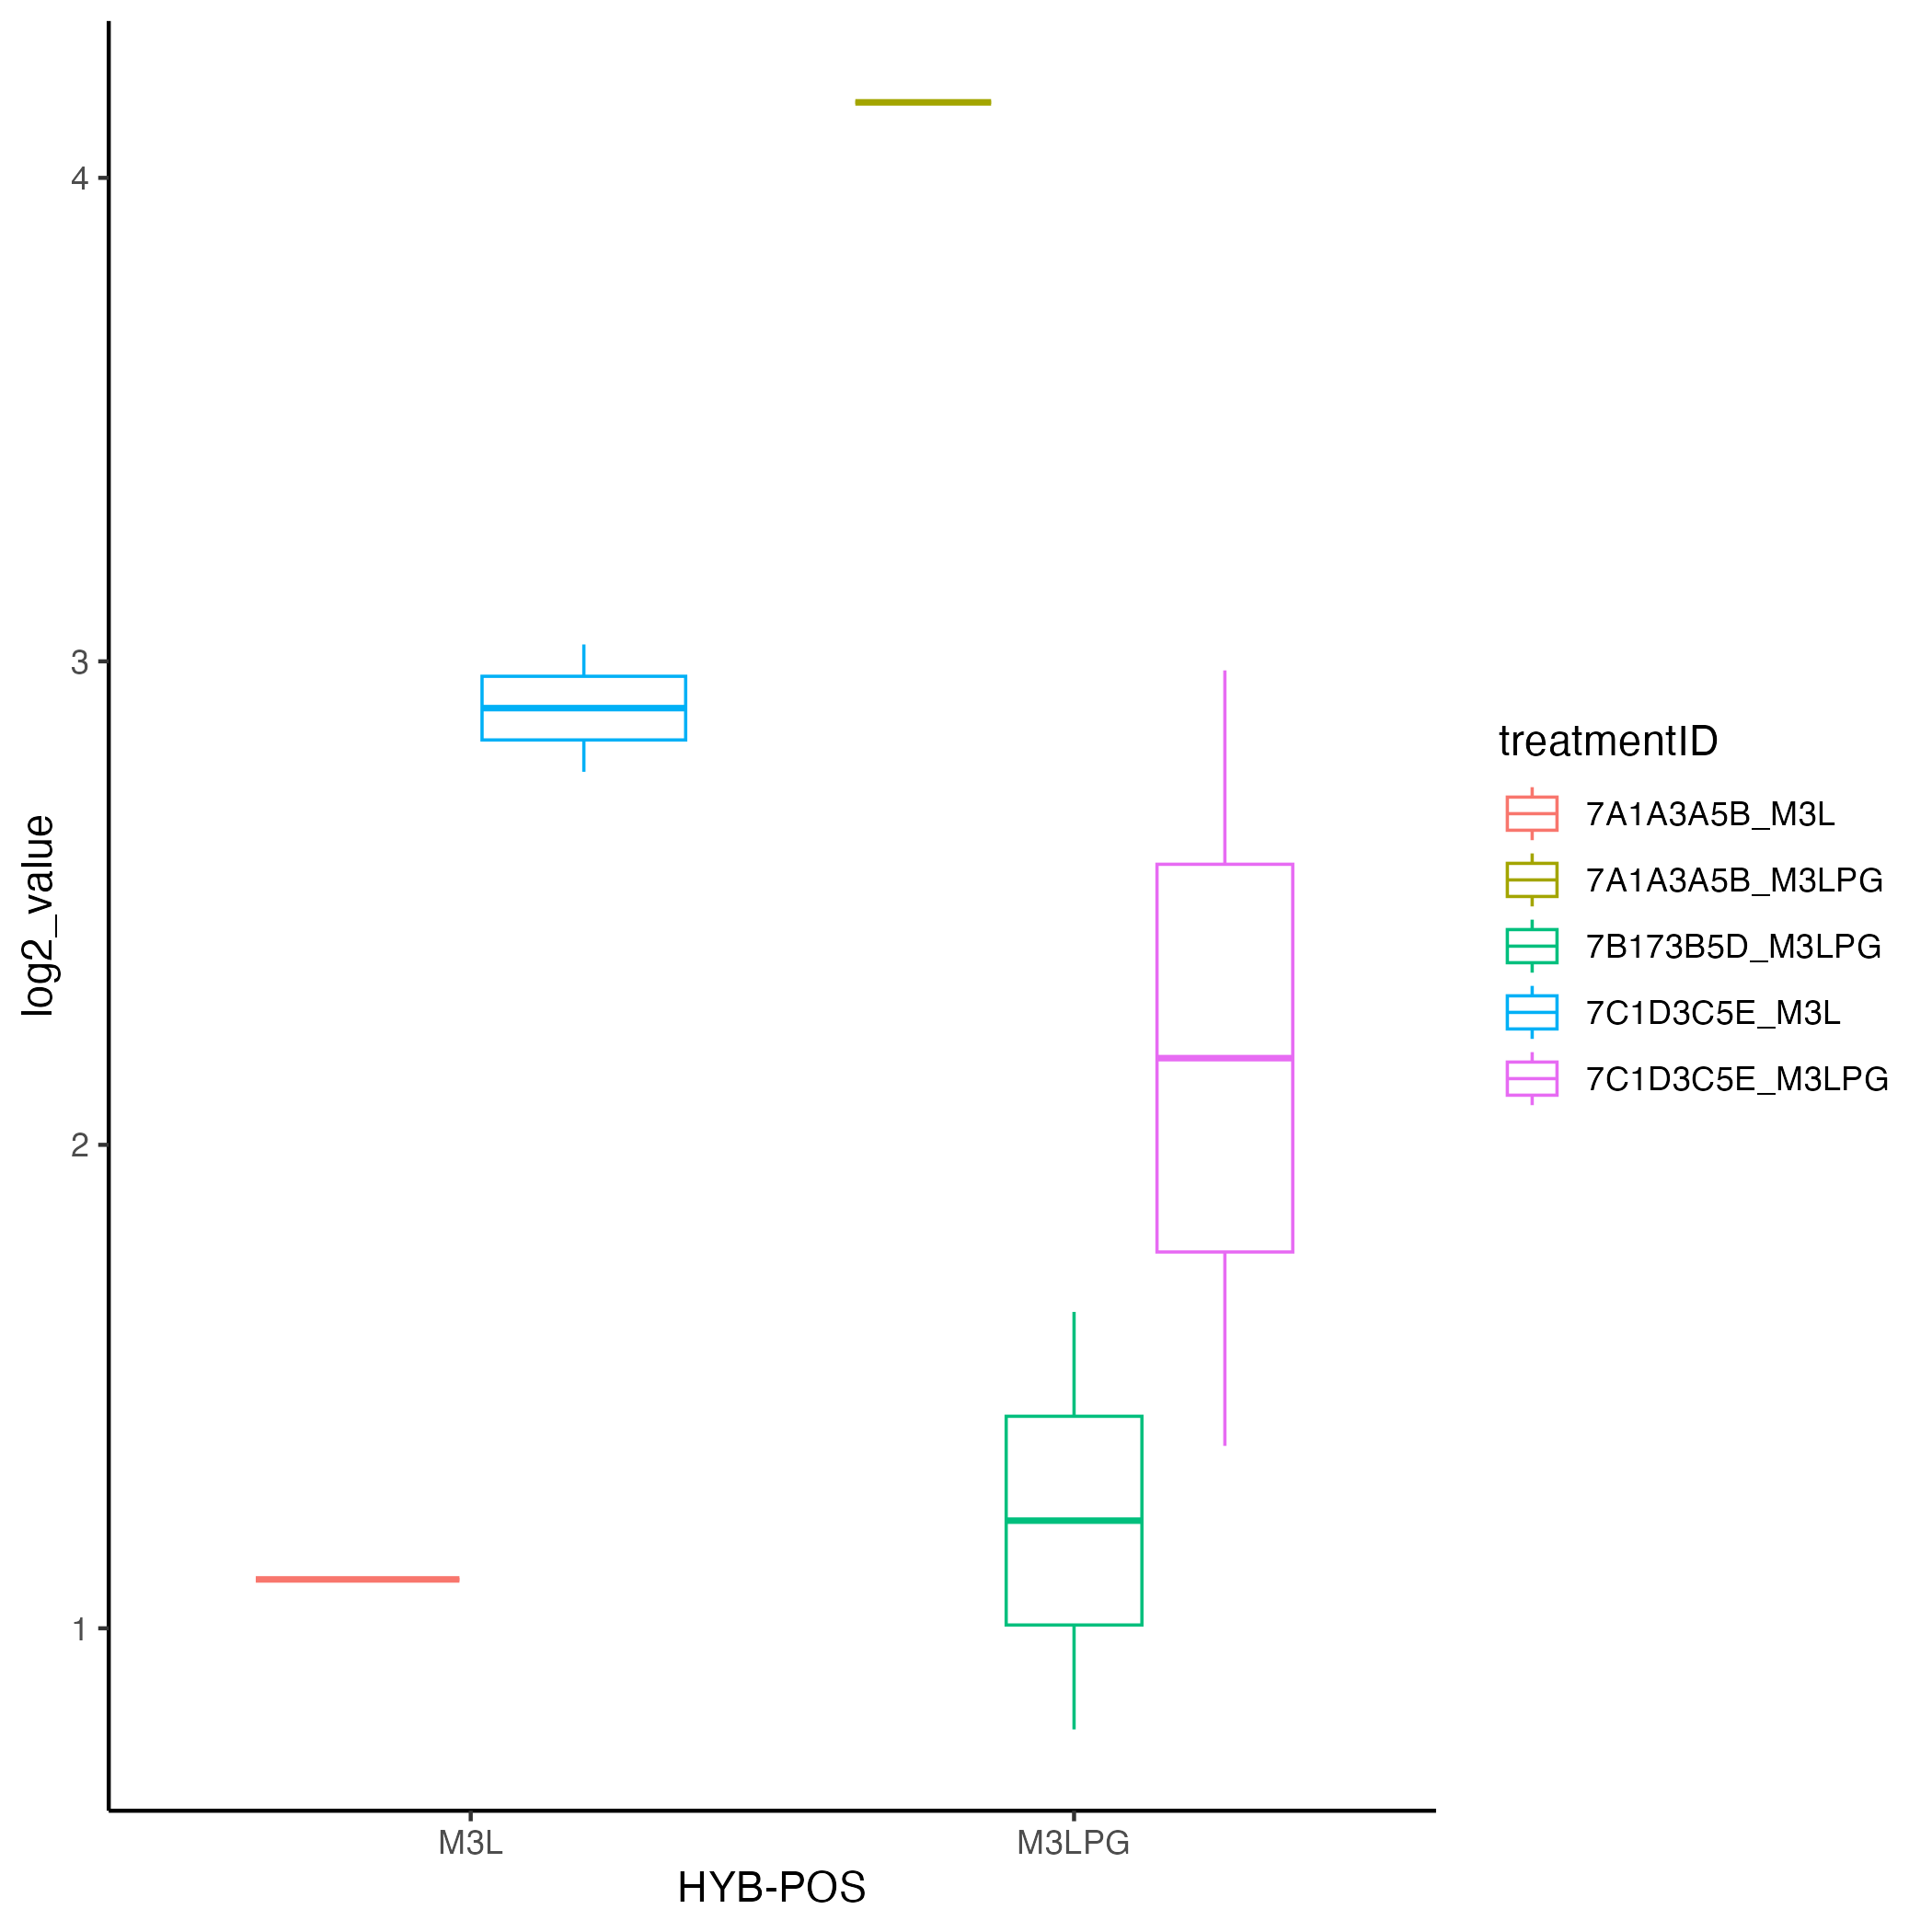 4
3
2
1
log2_value
M3L
M3LPG
HYB-POS
treatmentID
7A1A3A5B_M3L
7A1A3A5B_M3LPG
7B173B5D_M3LPG
7C1D3C5E_M3L
7C1D3C5E_M3LPG